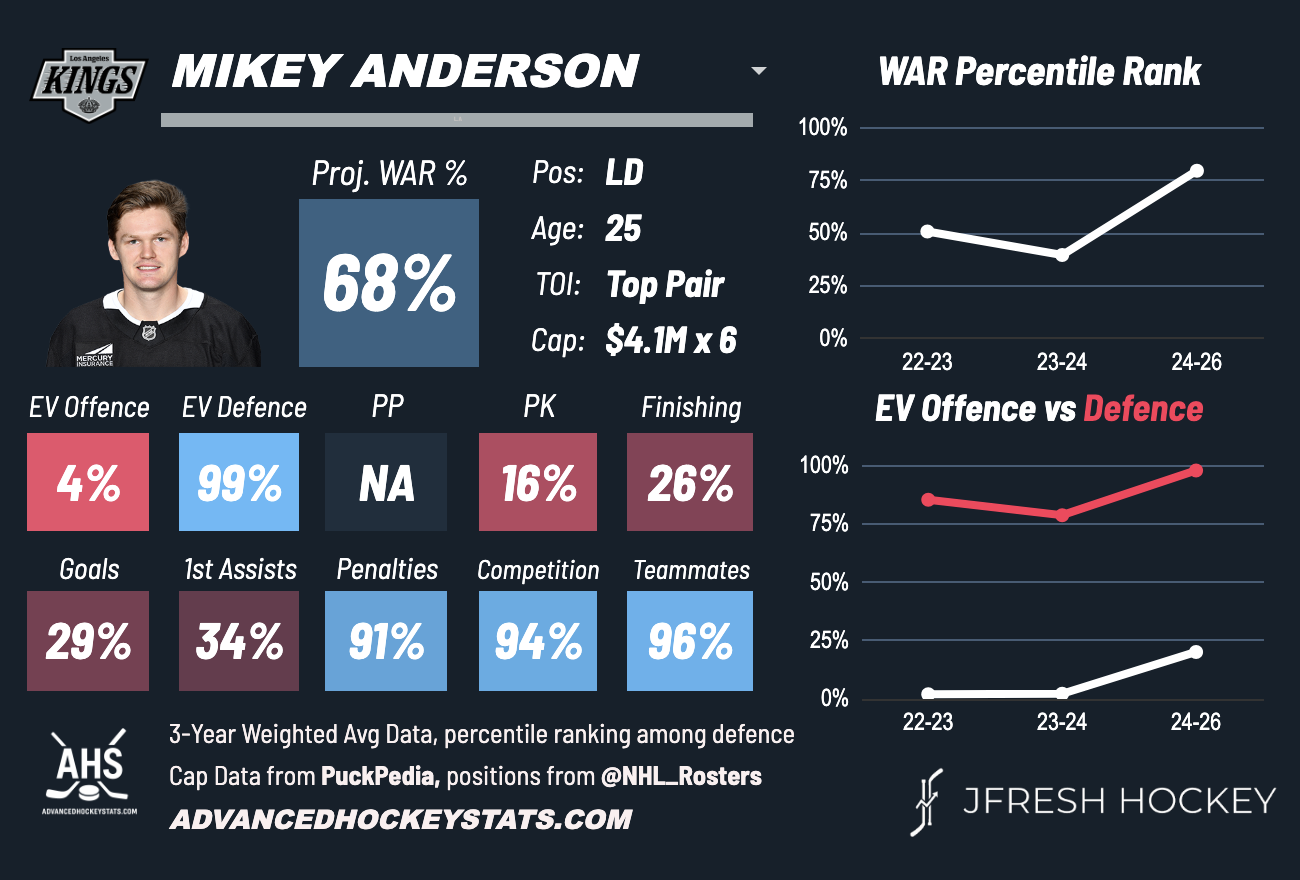 Los Angeles
KINGS
MIKEY ANDERSON
Proj. WAR %
68%
Pos: LD
Age: 25
TOI: Top Pair
Cap: $4.1M x 6
MERCURY
INSURANCE
EV Offence EV Defence PP PK Finishing
4% 99% NA 16% 26%
Goals 1st Assists Penalties Competition Teammates
29% 34% 91% 94% 96%
WAR Percentile Rank
100%
75%
50%
25%
0%
22-23 23-24 24-26
EV Offence vs Defence
100%
75%
50%
25%
0%
22-23 23-24 24-26
AHS
ADVANCEDHOCKEYSTATS.COM
3-Year Weighted Avg Data, percentile ranking among defence
Cap Data from PuckPedia, positions from @NHL_Rosters
ADVANCEDHOCKEYSTATS.COM
JFRESH HOCKEY